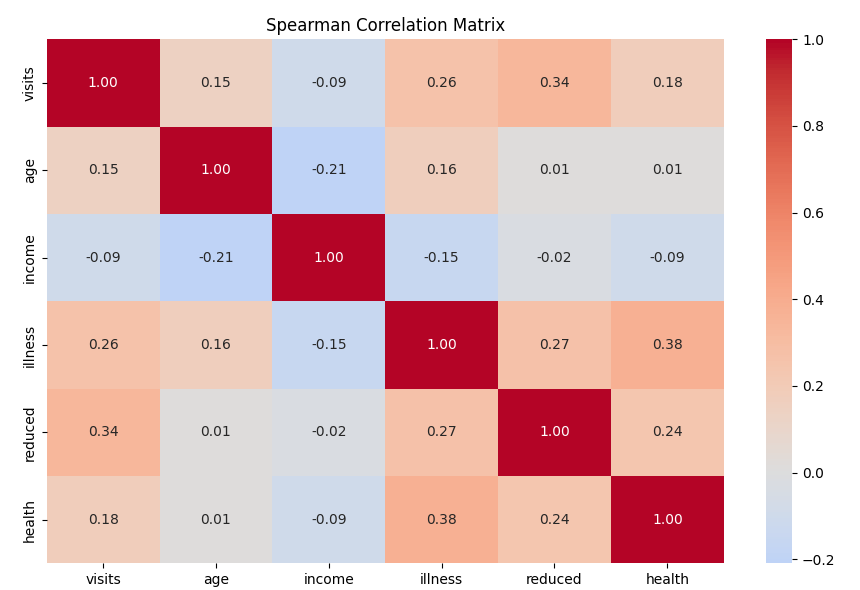 Spearman Correlation Matrix
visits 1.00 0.15 -0.09 0.26 0.34 0.18
age 0.15 1.00 -0.21 0.16 0.01 0.01
income -0.09 -0.21 1.00 -0.15 -0.02 -0.09
illness 0.26 0.16 -0.15 1.00 0.27 0.38
reduced 0.34 0.01 -0.02 0.27 1.00 0.24
health 0.18 0.01 -0.09 0.38 0.24 1.00
visits age income illness reduced health
1.0
0.8
0.6
0.4
0.2
0.0
−0.2